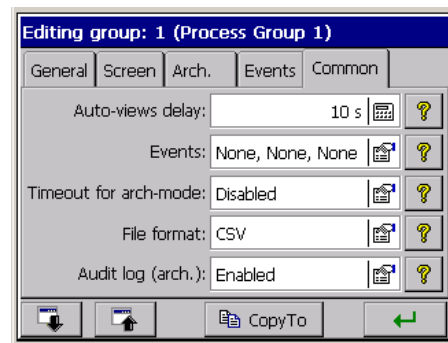 Editing group: 1 (Process Group 1)
General Screen Arch. Events Common
Auto-views delay: 10 s
Events: None, None, None
Timeout for arch-mode: Disabled
File format: CSV
Audit log (arch.): Enabled
CopyTo